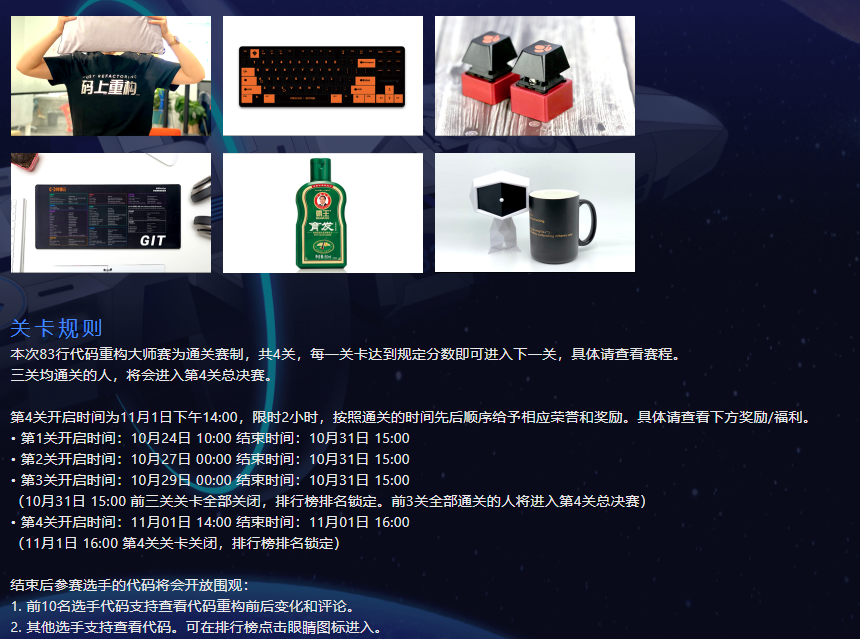 码上重构
GIT
霸王
育发
关卡规则
本次83行代码重构大师赛为通关赛制，共4关，每一关卡达到规定分数即可进入下一关，具体请查看赛程。
三关均通关的人，将会进入第4关总决赛。
第4关开启时间为11月1日下午14:00，限时2小时，按照通关的时间先后顺序给予相应荣誉和奖励。具体请查看下方奖励/福利。
• 第1关开启时间：10月24日 10:00 结束时间：10月31日 15:00
• 第2关开启时间：10月27日 00:00 结束时间：10月31日 15:00
• 第3关开启时间：10月29日 00:00 结束时间：10月31日 15:00
（10月31日 15:00 前三关关卡全部关闭，排行榜排名锁定。前3关全部通关的人将进入第4关总决赛）
• 第4关开启时间：11月01日 14:00 结束时间：11月01日 16:00
（11月1日 16:00 第4关关卡关闭，排行榜排名锁定）
结束后参赛选手的代码将会开放围观：
1. 前10名选手代码支持查看代码重构前后变化和评论。
2. 其他选手支持查看代码。可在排行榜点击眼睛图标进入。